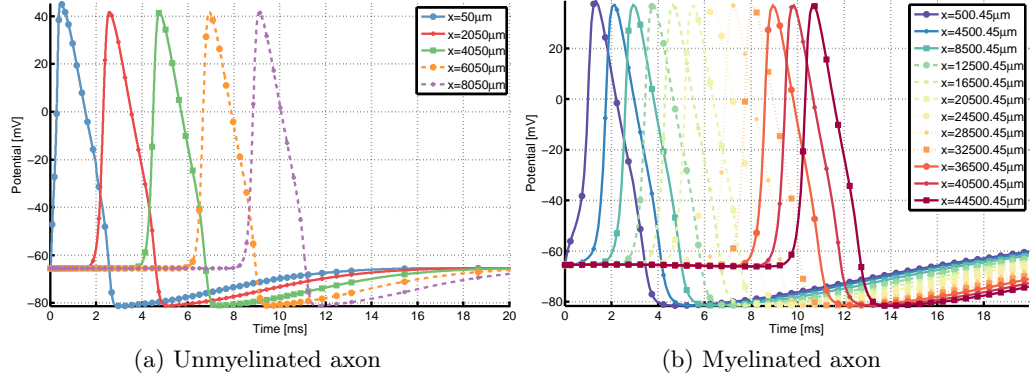 x=50µm
x=2050µm
x=4050µm
x=6050µm
x=8050µm
40
20
0
−20
−40
−60
−80
Potential [mV]
0 2 4 6 8 10 12 14 16 18 20
Time [ms]
(a) Unmyelinated axon
x=500.45µm
x=4500.45µm
x=8500.45µm
x=12500.45µm
x=16500.45µm
x=20500.45µm
x=24500.45µm
x=28500.45µm
x=32500.45µm
x=36500.45µm
x=40500.45µm
x=44500.45µm
20
0
−20
−40
−60
−80
Potential [mV]
0 2 4 6 8 10 12 14 16 18
Time [ms]
(b) Myelinated axon